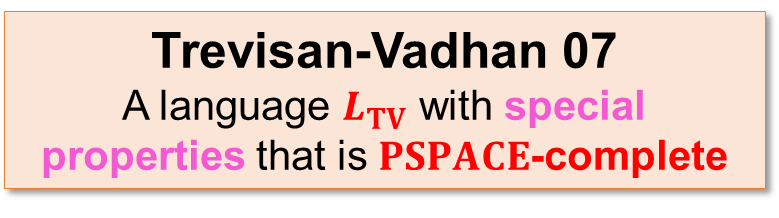 Trevisan-Vadhan 07
A language L_TV with special
properties that is PSPACE-complete